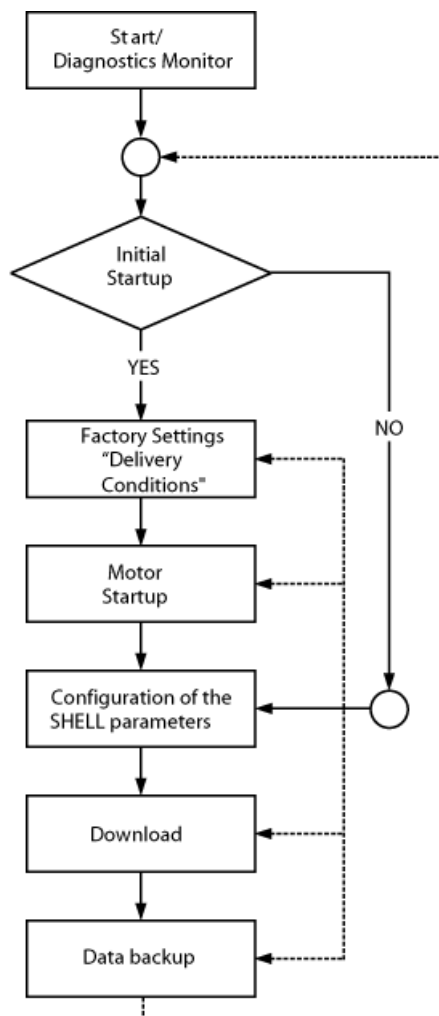 Start/
Diagnostics Monitor
Initial
Startup
YES
NO
Factory Settings
“Delivery
Conditions"
Motor
Startup
Configuration of the
SHELL parameters
Download
Data backup